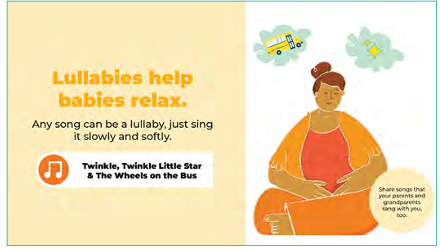 Lullabies help
babies relax.
Any song can be a lullaby, just sing
it slowly and softly.
Twinkle, Twinkle Little Star
& The Wheels on the Bus
Share songs that
your parents and
grandparents
sang with you,
too.